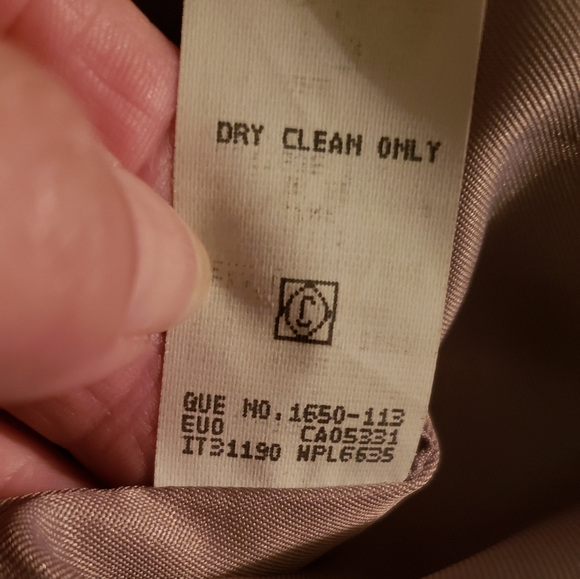 DRY CLEAN ONLY
C
GUE NO.1650-113
EUO CA05331
IT31190 WPL6635